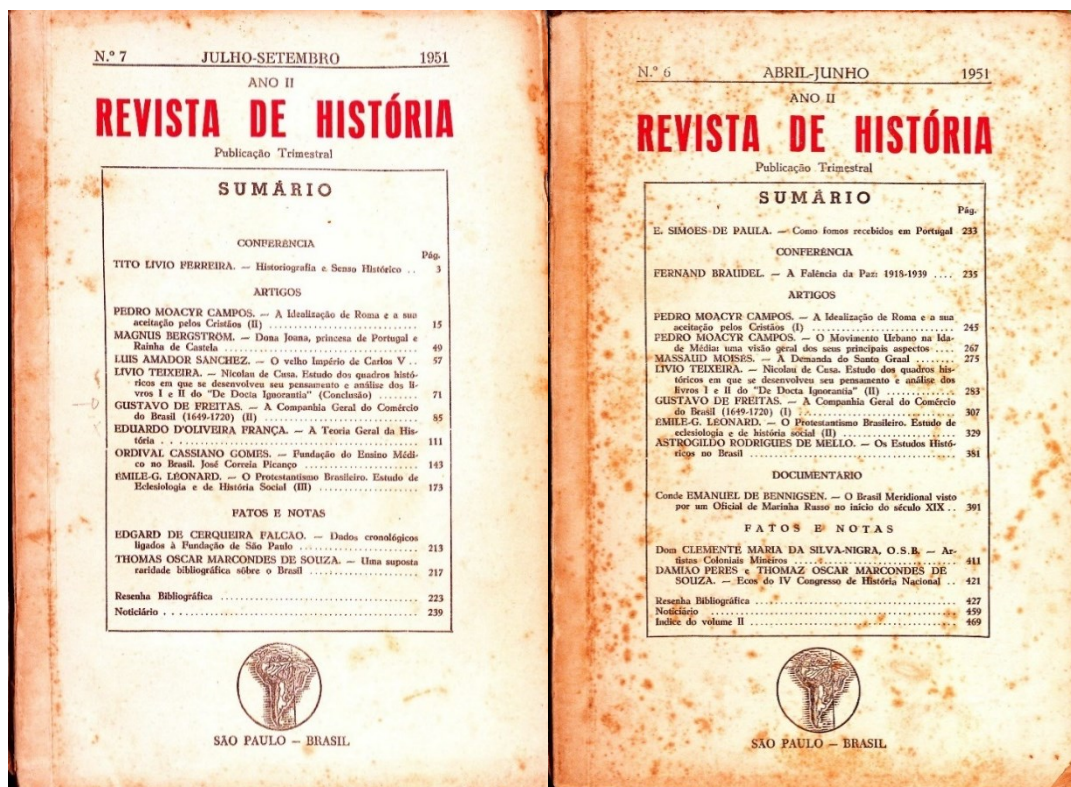 N.º 7 JULHO-SETEMBRO 1951
ANO II
REVISTA DE HISTÓRIA
Publicação Trimestral
SUMÁRIO
CONFERÊNCIA
Pág.
TITO LIVIO FERREIRA. — Historiografia e Senso Histórico .. 3
ARTIGOS
PEDRO MOACYR CAMPOS. — A Idealização de Roma e a sua
aceitação pelos Cristãos (II) .............................. 15
MAGNUS BERGSTRÖM. — Dona Joana, princesa de Portugal e
Rainha de Castela ....................................... 49
LUIS AMADOR SANCHEZ. — O velho Império de Carlos V .. 57
LIVIO TEIXEIRA. — Nicolau de Cusa. Estudo dos quadros histó-
ricos em que se desenvolveu seu pensamento e análise dos li-
vros I e II do "De Docta Ignorantia" (Conclusão) ....... 71
GUSTAVO DE FREITAS. — A Companhia Geral do Comércio
do Brasil (1649-1720) (II) ............................... 85
EDUARDO D'OLIVEIRA FRANÇA. — A Teoria Geral da His-
tória ................................................... 111
ORDIVAL CASSIANO GOMES. — Fundação do Ensino Médi-
co no Brasil. José Correia Picanço ....................... 143
ÉMILE-G. LÉONARD. — O Protestantismo Brasileiro. Estudo de
Eclesiologia e de História Social (III) .................. 173
FATOS E NOTAS
EDGARD DE CERQUEIRA FALCÃO. — Dados cronológicos
ligados à Fundação de São Paulo ......................... 213
THOMAS OSCAR MARCONDES DE SOUZA. — Uma suposta
raridade bibliográfica sôbre o Brasil ..................... 217
Resenha Bibliográfica ........................................ 223
Noticiário .................................................. 239
SÃO PAULO — BRASIL
N.º 6 ABRIL-JUNHO 1951
ANO II
REVISTA DE HISTÓRIA
Publicação Trimestral
SUMÁRIO
Pág.
E. SIMÕES DE PAULA. — Como fomos recebidos em Portugal 233
CONFERÊNCIA
FERNAND BRAUDEL. — A Falência da Paz: 1918-1939 .... 235
ARTIGOS
PEDRO MOACYR CAMPOS. — A Idealização de Roma e a sua
aceitação pelos Cristãos (I) .............................. 245
PEDRO MOACYR CAMPOS. — O Movimento Urbano na Ida-
de Média: uma visão geral dos seus principais aspectos .... 267
MASSAUD MOISÉS. — A Demanda do Santo Graal ........ 275
LIVIO TEIXEIRA. — Nicolau de Cusa. Estudo dos quadros his-
tóricos em que se desenvolveu seu pensamento e análise dos
livros I e II do "De Docta Ignorantia" (II) ............... 283
GUSTAVO DE FREITAS. — A Companhia Geral do Comércio
do Brasil (1649-1720) (I) ................................ 307
ÉMILE-G. LÉONARD. — O Protestantismo Brasileiro. Estudo de
eclesiologia e de história social (II) ..................... 329
ASTROGILDO RODRIGUES DE MELLO. — Os Estudos Histó-
ricos no Brasil .......................................... 381
DOCUMENTÁRIO
Conde EMANUEL DE BENNIGSEN. — O Brasil Meridional visto
por um Oficial de Marinha Russo no início do século XIX .. 391
FATOS E NOTAS
Dom CLEMENTE MARIA DA SILVA-NIGRA, O.S.B. — Ar-
tistas Coloniais Mineiros .................................. 411
DAMIÃO PERES e THOMAZ OSCAR MARCONDES DE
SOUZA. — Ecos do IV Congresso de História Nacional .. 421
Resenha Bibliográfica ........................................ 427
Noticiário .................................................. 459
Índice do volume II ......................................... 469
SÃO PAULO — BRASIL